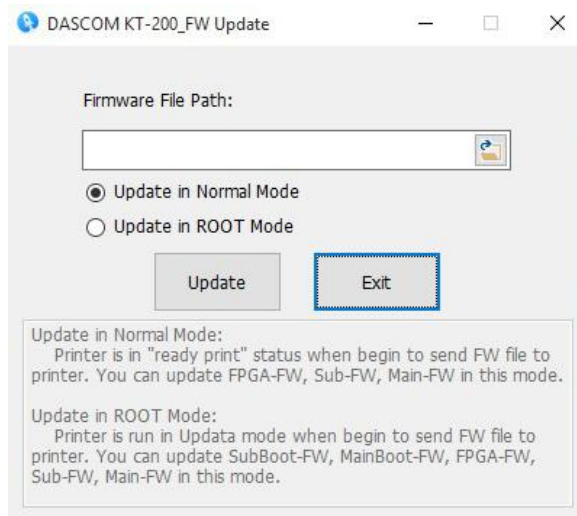 DASCOM KT-200_FW Update
Firmware File Path:
Update in Normal Mode
Update in ROOT Mode
Update Exit
Update in Normal Mode:
Printer is in "ready print" status when begin to send FW file to
printer. You can update FPGA-FW, Sub-FW, Main-FW in this mode.
Update in ROOT Mode:
Printer is run in Updata mode when begin to send FW file to
printer. You can update SubBoot-FW, MainBoot-FW, FPGA-FW,
Sub-FW, Main-FW in this mode.